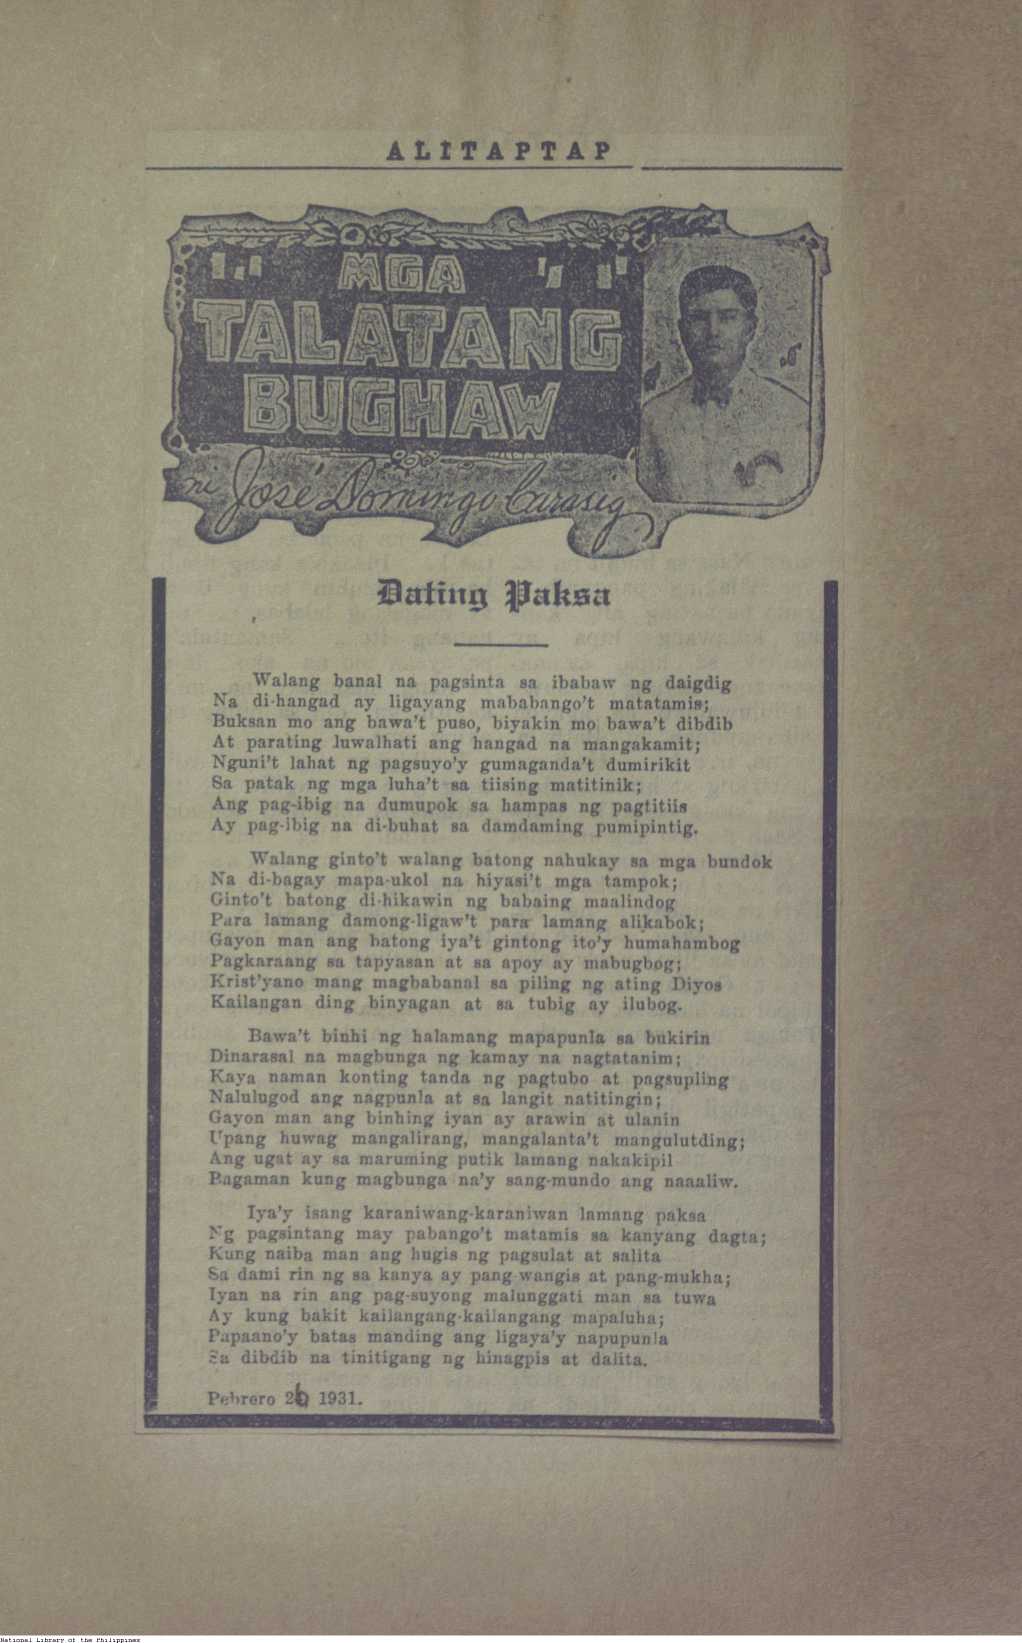 ALITAPTAP
MGA
TALATANG
BUGHAW
ni José Domingo Carasig
Dating Paksa
Walang banal na pagsinta sa ibabaw ng daigdig
Na di-hangad ay ligayang mababango't matatamis;
Buksan mo ang bawa't puso, biyakin mo bawa't dibdib
At parating luwalhati ang hangad na mangakamit;
Nguni't lahat ng pagsuyo'y gumaganda't dumirikit
Sa patak ng mga luha't sa tiising matitinik;
Ang pag-ibig na dumupok sa hampas ng pagtitiis
Ay pag-ibig na di-buhat sa damdaming pumipintig.
Walang ginto't walang batong nahukay sa mga bundok
Na di-bagay mapa-ukol na hiyasi't mga tampok;
Ginto't batong di-hikawin ng babaing maalindog
Para lamang damong-ligaw't para lamang alikabok;
Gayon man ang batong iya't gintong ito'y humahambog
Pagkaraang sa tapyasan at sa apoy ay mabugbog;
Krist'yano mang magbabanal sa piling ng ating Diyos
Kailangan ding binyagan at sa tubig ay ilubog.
Bawa't binhi ng halamang mapapunla sa bukirin
Dinarasal na magbunga ng kamay na nagtatanim;
Kaya naman konting tanda ng pagtubo at pagsupling
Nalulugod ang nagpunla at sa langit natitingin;
Gayon man ang binhing iyan ay arawin at ulanin
Upang huwag mangalirang, mangalanta't mangulutding;
Ang ugat ay sa maruming putik lamang nakakipil
Bagaman kung magbunga na'y sang-mundo ang naaaliw.
Iya'y isang karaniwang-karaniwan lamang paksa
Ng pagsintang may pabango't matamis sa kanyang dagta;
Kung naiba man ang hugis ng pagsulat at salita
Sa dami rin ng sa kanya ay pang-wangis at pang-mukha;
Iyan na rin ang pag-suyong malunggati man sa tuwa
Ay kung bakit kailangang-kailangang mapaluha;
Papaano'y batas manding ang ligaya'y napupunla
Sa dibdib na tinitigang ng hinagpis at dalita.
Pebrero 26 1931.
National Library of the Philippines